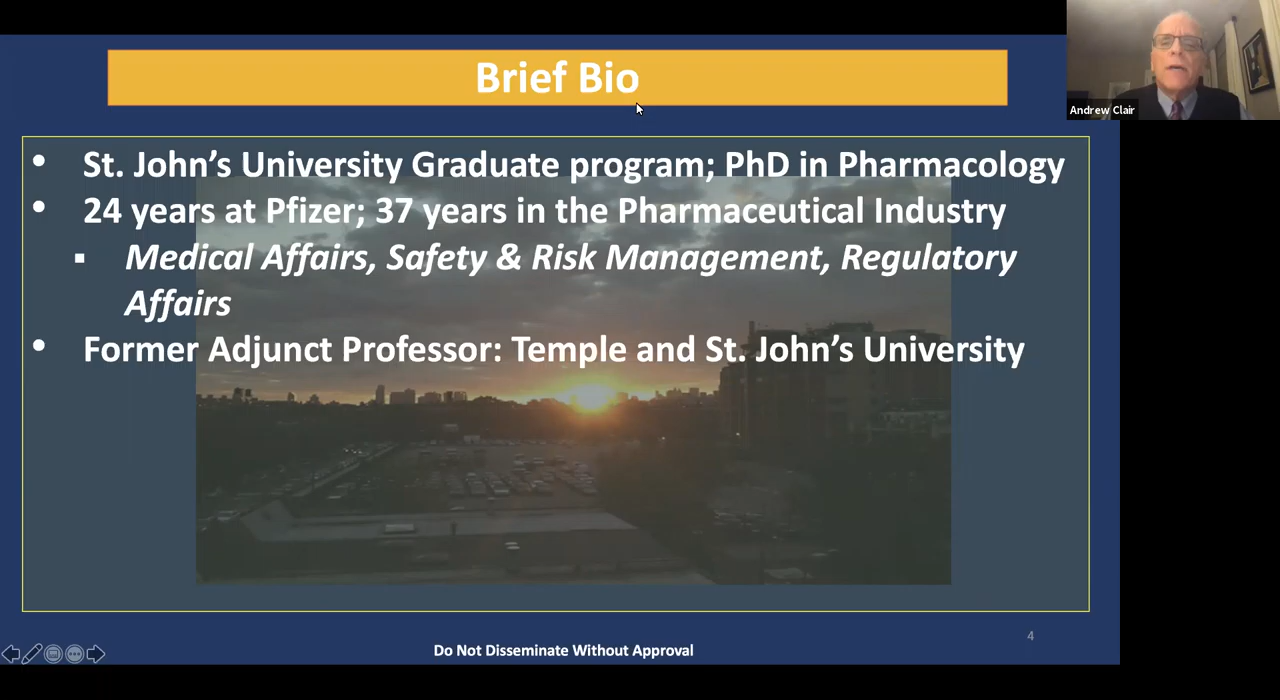 Brief Bio
Andrew Clair
• St. John’s University Graduate program; PhD in Pharmacology
• 24 years at Pfizer; 37 years in the Pharmaceutical Industry
▪ Medical Affairs, Safety & Risk Management, Regulatory
Affairs
• Former Adjunct Professor: Temple and St. John’s University
4
Do Not Disseminate Without Approval